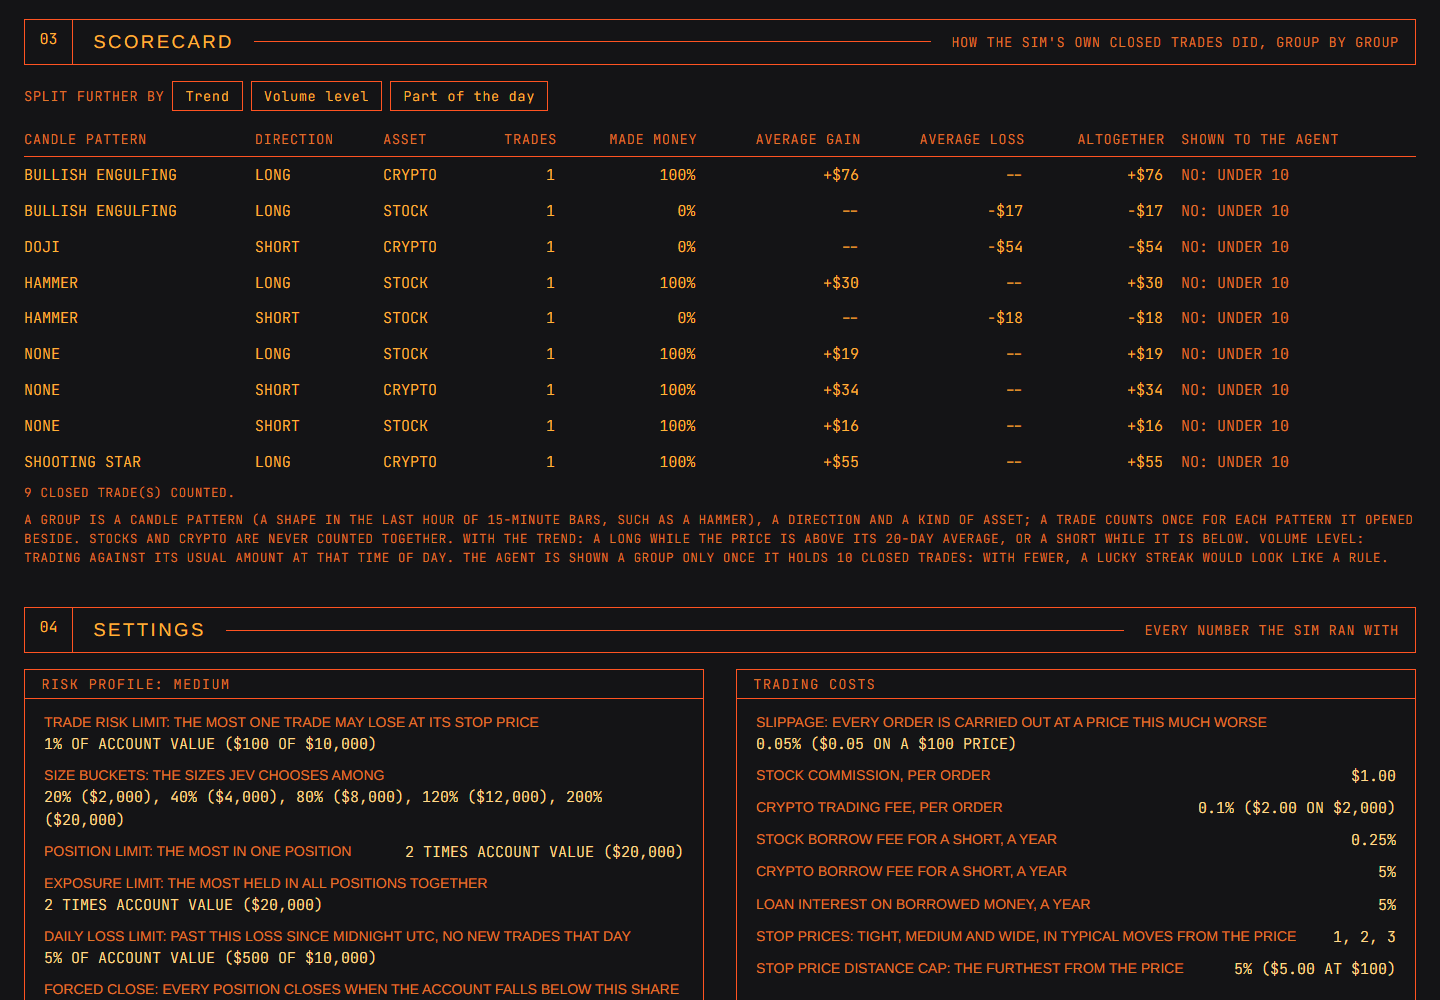 03 SCORECARD HOW THE SIM'S OWN CLOSED TRADES DID, GROUP BY GROUP
SPLIT FURTHER BY Trend Volume level Part of the day
CANDLE PATTERN DIRECTION ASSET TRADES MADE MONEY AVERAGE GAIN AVERAGE LOSS ALTOGETHER SHOWN TO THE AGENT
BULLISH ENGULFING LONG CRYPTO 1 100% +$76 -- +$76 NO: UNDER 10
BULLISH ENGULFING LONG STOCK 1 0% -- -$17 -$17 NO: UNDER 10
DOJI SHORT CRYPTO 1 0% -- -$54 -$54 NO: UNDER 10
HAMMER LONG STOCK 1 100% +$30 -- +$30 NO: UNDER 10
HAMMER SHORT STOCK 1 0% -- -$18 -$18 NO: UNDER 10
NONE LONG STOCK 1 100% +$19 -- +$19 NO: UNDER 10
NONE SHORT CRYPTO 1 100% +$34 -- +$34 NO: UNDER 10
NONE SHORT STOCK 1 100% +$16 -- +$16 NO: UNDER 10
SHOOTING STAR LONG CRYPTO 1 100% +$55 -- +$55 NO: UNDER 10
9 CLOSED TRADE(S) COUNTED.
A GROUP IS A CANDLE PATTERN (A SHAPE IN THE LAST HOUR OF 15-MINUTE BARS, SUCH AS A HAMMER), A DIRECTION AND A KIND OF ASSET; A TRADE COUNTS ONCE FOR EACH PATTERN IT OPENED
BESIDE. STOCKS AND CRYPTO ARE NEVER COUNTED TOGETHER. WITH THE TREND: A LONG WHILE THE PRICE IS ABOVE ITS 20-DAY AVERAGE, OR A SHORT WHILE IT IS BELOW. VOLUME LEVEL:
TRADING AGAINST ITS USUAL AMOUNT AT THAT TIME OF DAY. THE AGENT IS SHOWN A GROUP ONLY ONCE IT HOLDS 10 CLOSED TRADES: WITH FEWER, A LUCKY STREAK WOULD LOOK LIKE A RULE.
04 SETTINGS EVERY NUMBER THE SIM RAN WITH
RISK PROFILE: MEDIUM
TRADE RISK LIMIT: THE MOST ONE TRADE MAY LOSE AT ITS STOP PRICE
1% OF ACCOUNT VALUE ($100 OF $10,000)
SIZE BUCKETS: THE SIZES JEV CHOOSES AMONG
20% ($2,000), 40% ($4,000), 80% ($8,000), 120% ($12,000), 200%
($20,000)
POSITION LIMIT: THE MOST IN ONE POSITION 2 TIMES ACCOUNT VALUE ($20,000)
EXPOSURE LIMIT: THE MOST HELD IN ALL POSITIONS TOGETHER
2 TIMES ACCOUNT VALUE ($20,000)
DAILY LOSS LIMIT: PAST THIS LOSS SINCE MIDNIGHT UTC, NO NEW TRADES THAT DAY
5% OF ACCOUNT VALUE ($500 OF $10,000)
FORCED CLOSE: EVERY POSITION CLOSES WHEN THE ACCOUNT FALLS BELOW THIS SHARE
TRADING COSTS
SLIPPAGE: EVERY ORDER IS CARRIED OUT AT A PRICE THIS MUCH WORSE
0.05% ($0.05 ON A $100 PRICE)
STOCK COMMISSION, PER ORDER $1.00
CRYPTO TRADING FEE, PER ORDER 0.1% ($2.00 ON $2,000)
STOCK BORROW FEE FOR A SHORT, A YEAR 0.25%
CRYPTO BORROW FEE FOR A SHORT, A YEAR 5%
LOAN INTEREST ON BORROWED MONEY, A YEAR 5%
STOP PRICES: TIGHT, MEDIUM AND WIDE, IN TYPICAL MOVES FROM THE PRICE 1, 2, 3
STOP PRICE DISTANCE CAP: THE FURTHEST FROM THE PRICE 5% ($5.00 AT $100)